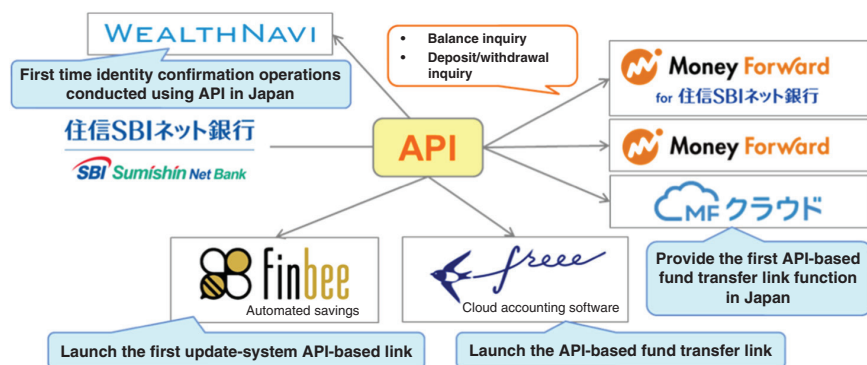 WEALTHNAVI
First time identity confirmation operations
conducted using API in Japan
• Balance inquiry
• Deposit/withdrawal
inquiry
Money Forward
for 住信SBIネット銀行
住信SBIネット銀行
SBI Sumishin Net Bank
API
Money Forward
MFクラウド
Provide the first API-based
fund transfer link function
in Japan
finbee
Automated savings
freee
Cloud accounting software
Launch the first update-system API-based link
Launch the API-based fund transfer link